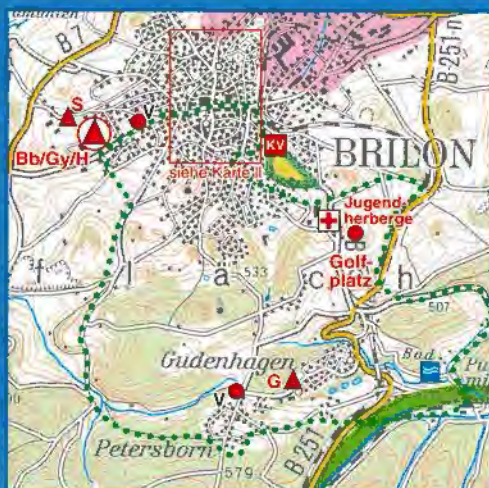 B7
B 251-n
S
V
Bb/Gy/H
KV
siehe Karte II
BRILON
Jugend-
herberge
Golf-
platz
f l a c h
533
507
Gudenhagen
G
Bad
V
Petersborn
579
B 251